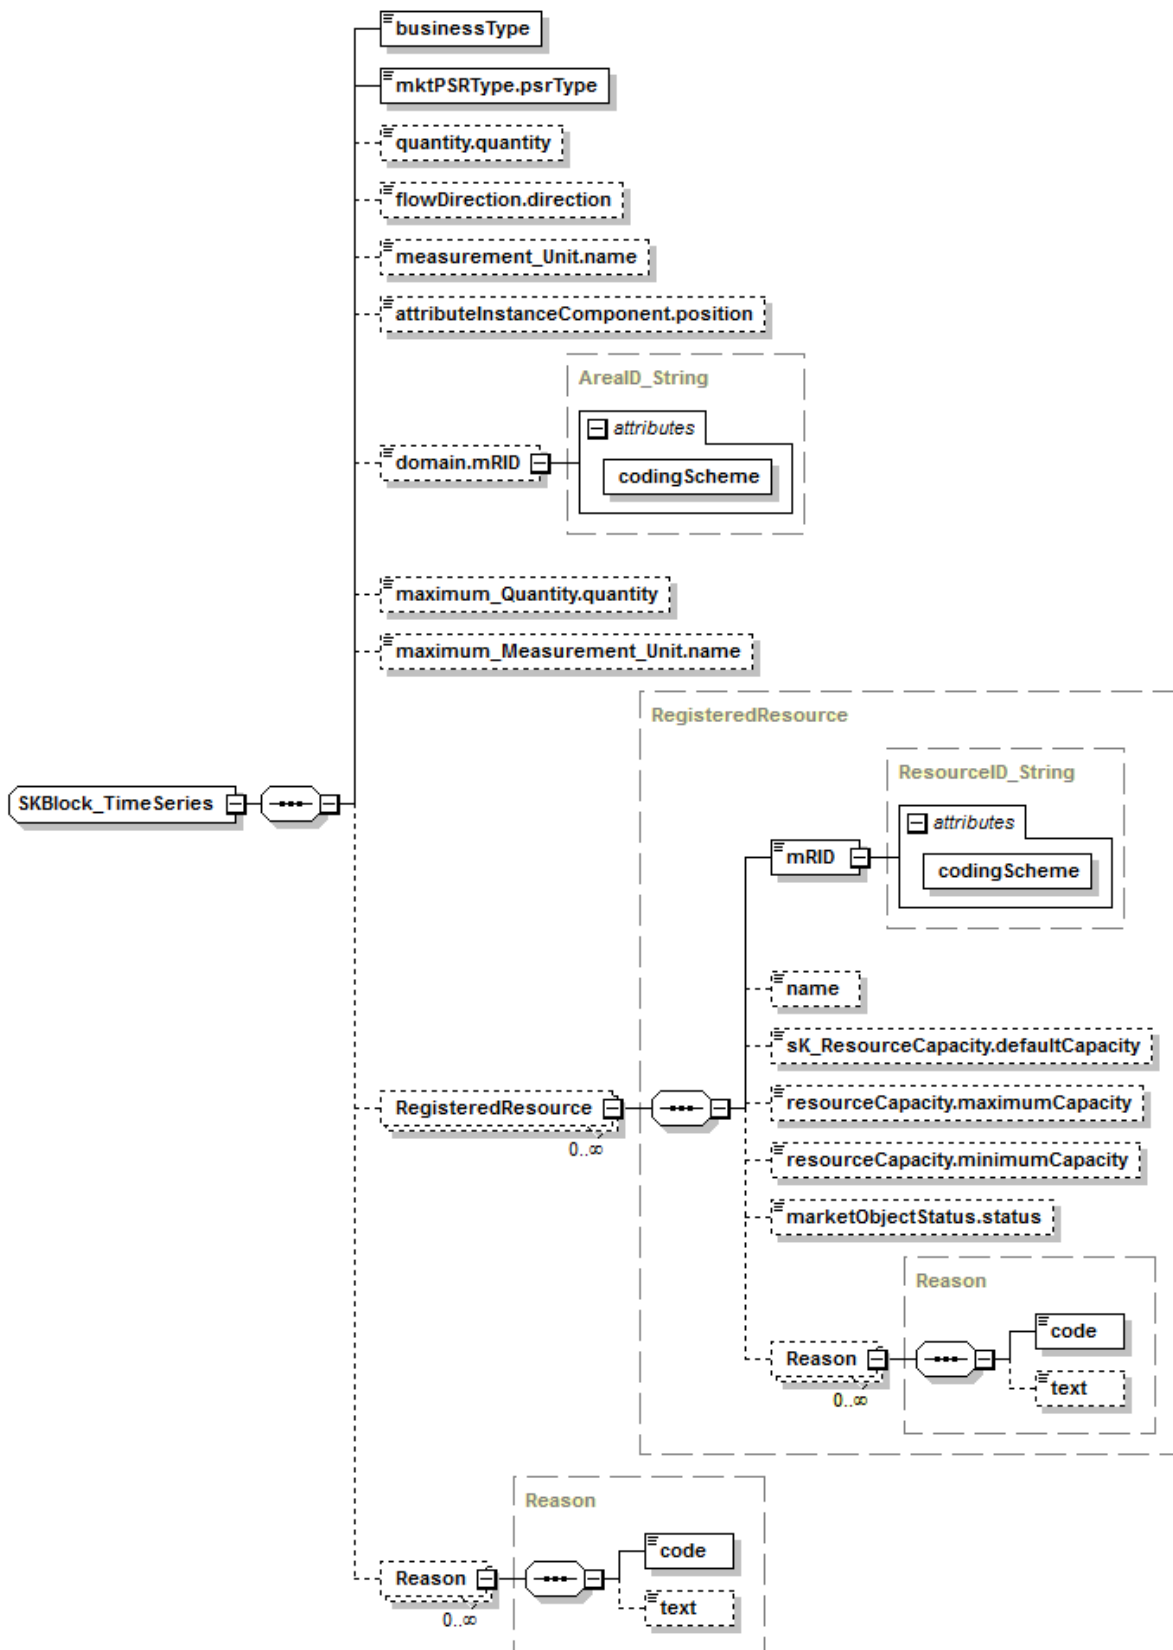 businessType
mktPSRType.psrType
quantity.quantity
flowDirection.direction
measurement_Unit.name
attributeInstanceComponent.position
AreaID_String
attributes
domain.mRID
codingScheme
maximum_Quantity.quantity
maximum_Measurement_Unit.name
RegisteredResource
ResourceID_String
SKBlock_TimeSeries
attributes
mRID
codingScheme
name
sK_ResourceCapacity.defaultCapacity
resourceCapacity.maximumCapacity
RegisteredResource
0..∞
resourceCapacity.minimumCapacity
marketObjectStatus.status
Reason
code
Reason
text
0..∞
Reason
code
Reason
text
0..∞